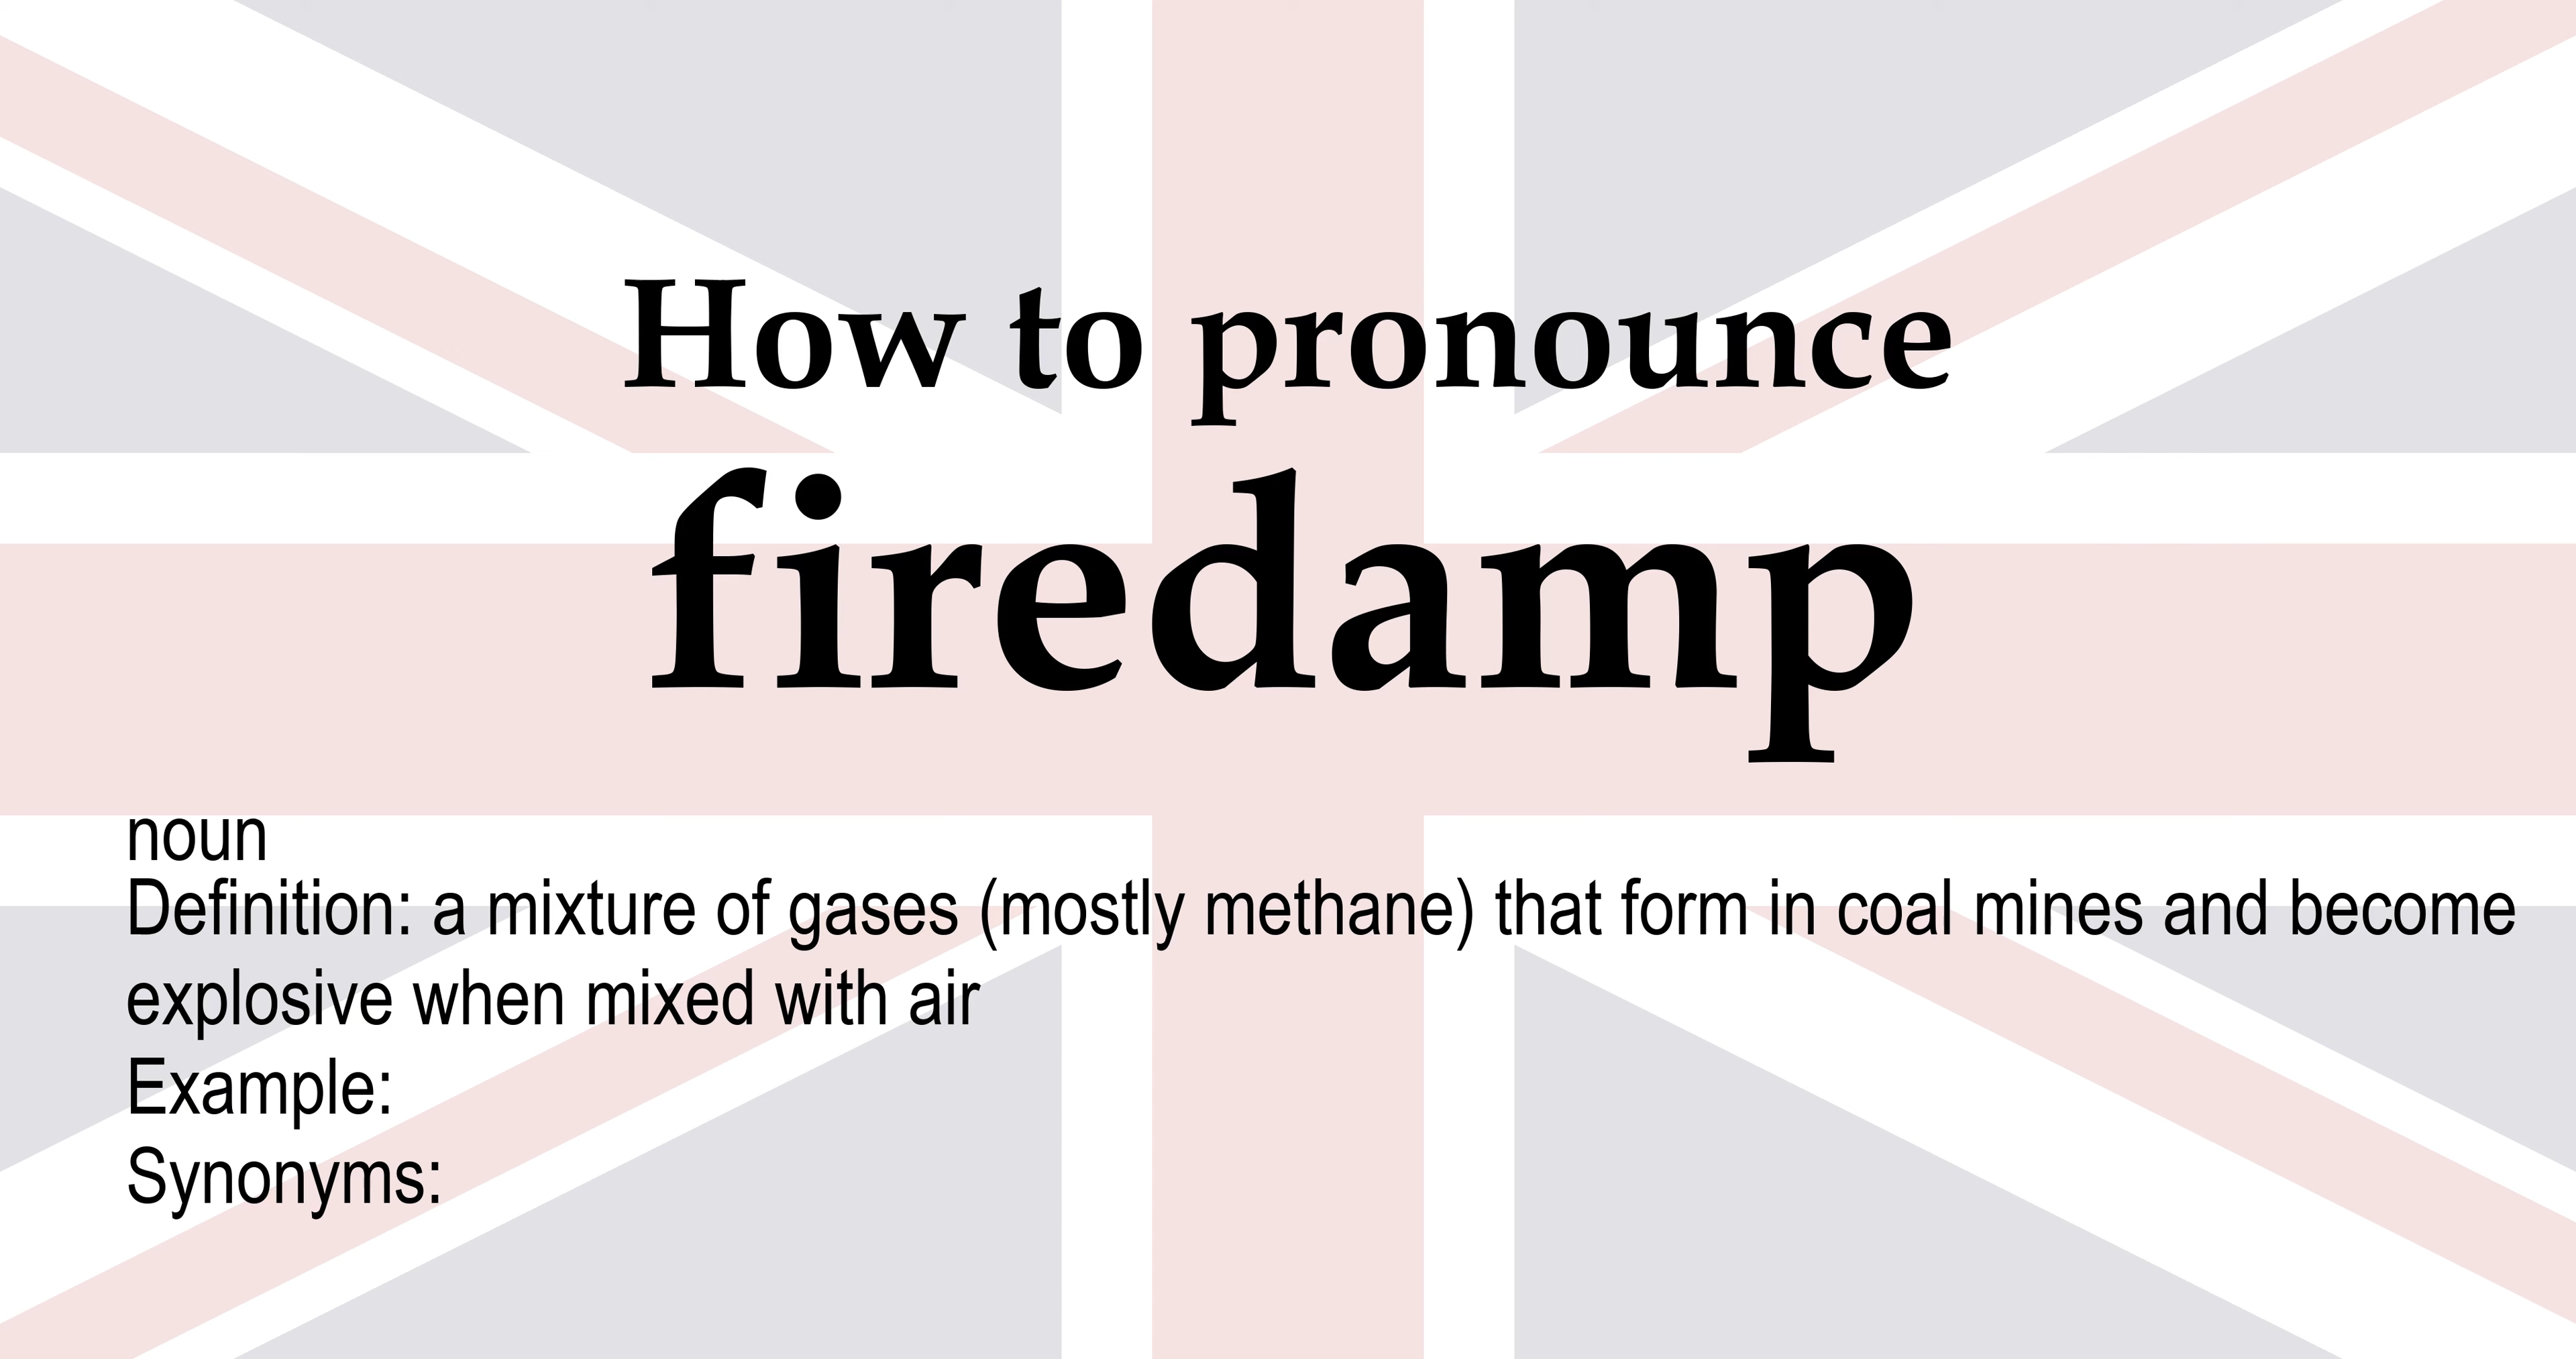 How to pronounce
firedamp
noun
Definition: a mixture of gases (mostly methane) that form in coal mines and become
explosive when mixed with air
Example:
Synonyms: